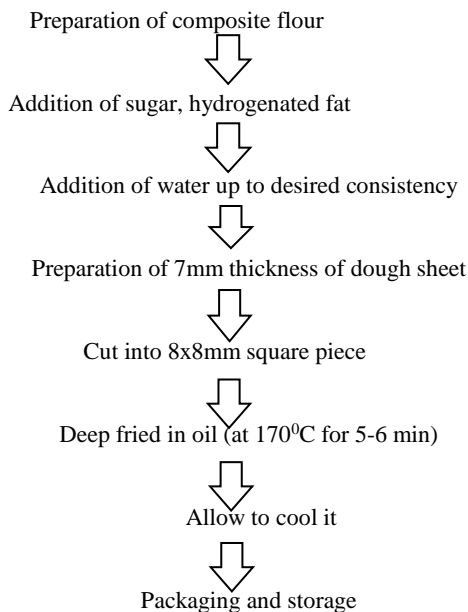 Preparation of composite flour
Addition of sugar, hydrogenated fat
Addition of water up to desired consistency
Preparation of 7mm thickness of dough sheet
Cut into 8x8mm square piece
Deep fried in oil (at 170⁰C for 5-6 min)
Allow to cool it
Packaging and storage